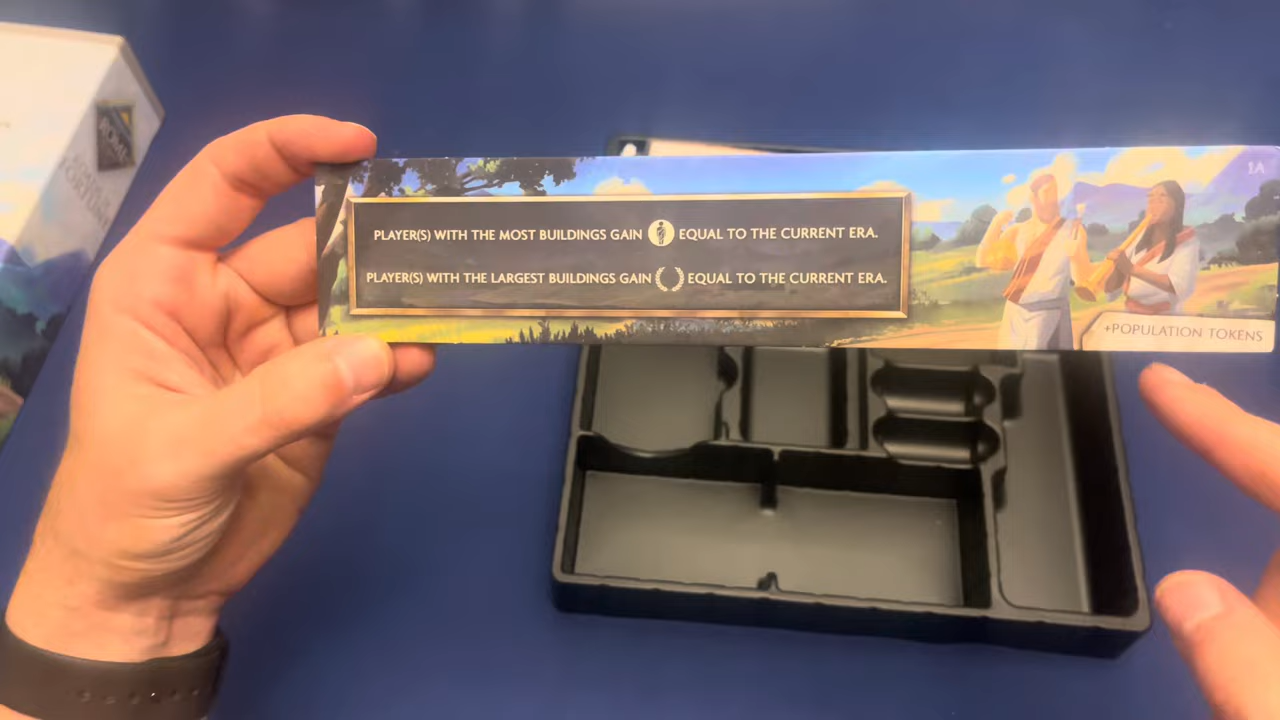 1A
PLAYER(S) WITH THE MOST BUILDINGS GAIN EQUAL TO THE CURRENT ERA.
PLAYER(S) WITH THE LARGEST BUILDINGS GAIN EQUAL TO THE CURRENT ERA.
+POPULATION TOKENS
ROME